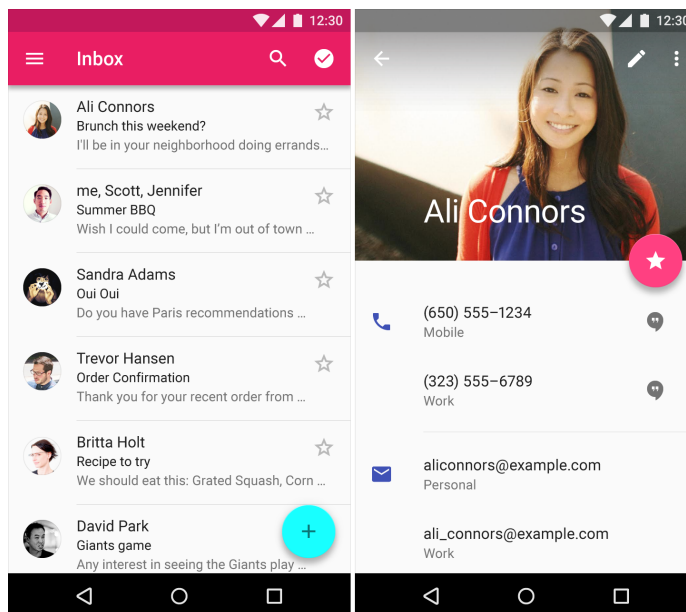 12:30
Inbox
Ali Connors
Brunch this weekend?
I'll be in your neighborhood doing errands…
me, Scott, Jennifer
Summer BBQ
Wish I could come, but I'm out of town …
Sandra Adams
Oui Oui
Do you have Paris recommendations …
Trevor Hansen
Order Confirmation
Thank you for your recent order from …
Britta Holt
Recipe to try
We should eat this: Grated Squash, Corn …
David Park
Giants game
Any interest in seeing the Giants play …
12:30
Ali Connors
(650) 555–1234
Mobile
(323) 555–6789
Work
aliconnors@example.com
Personal
ali_connors@example.com
Work